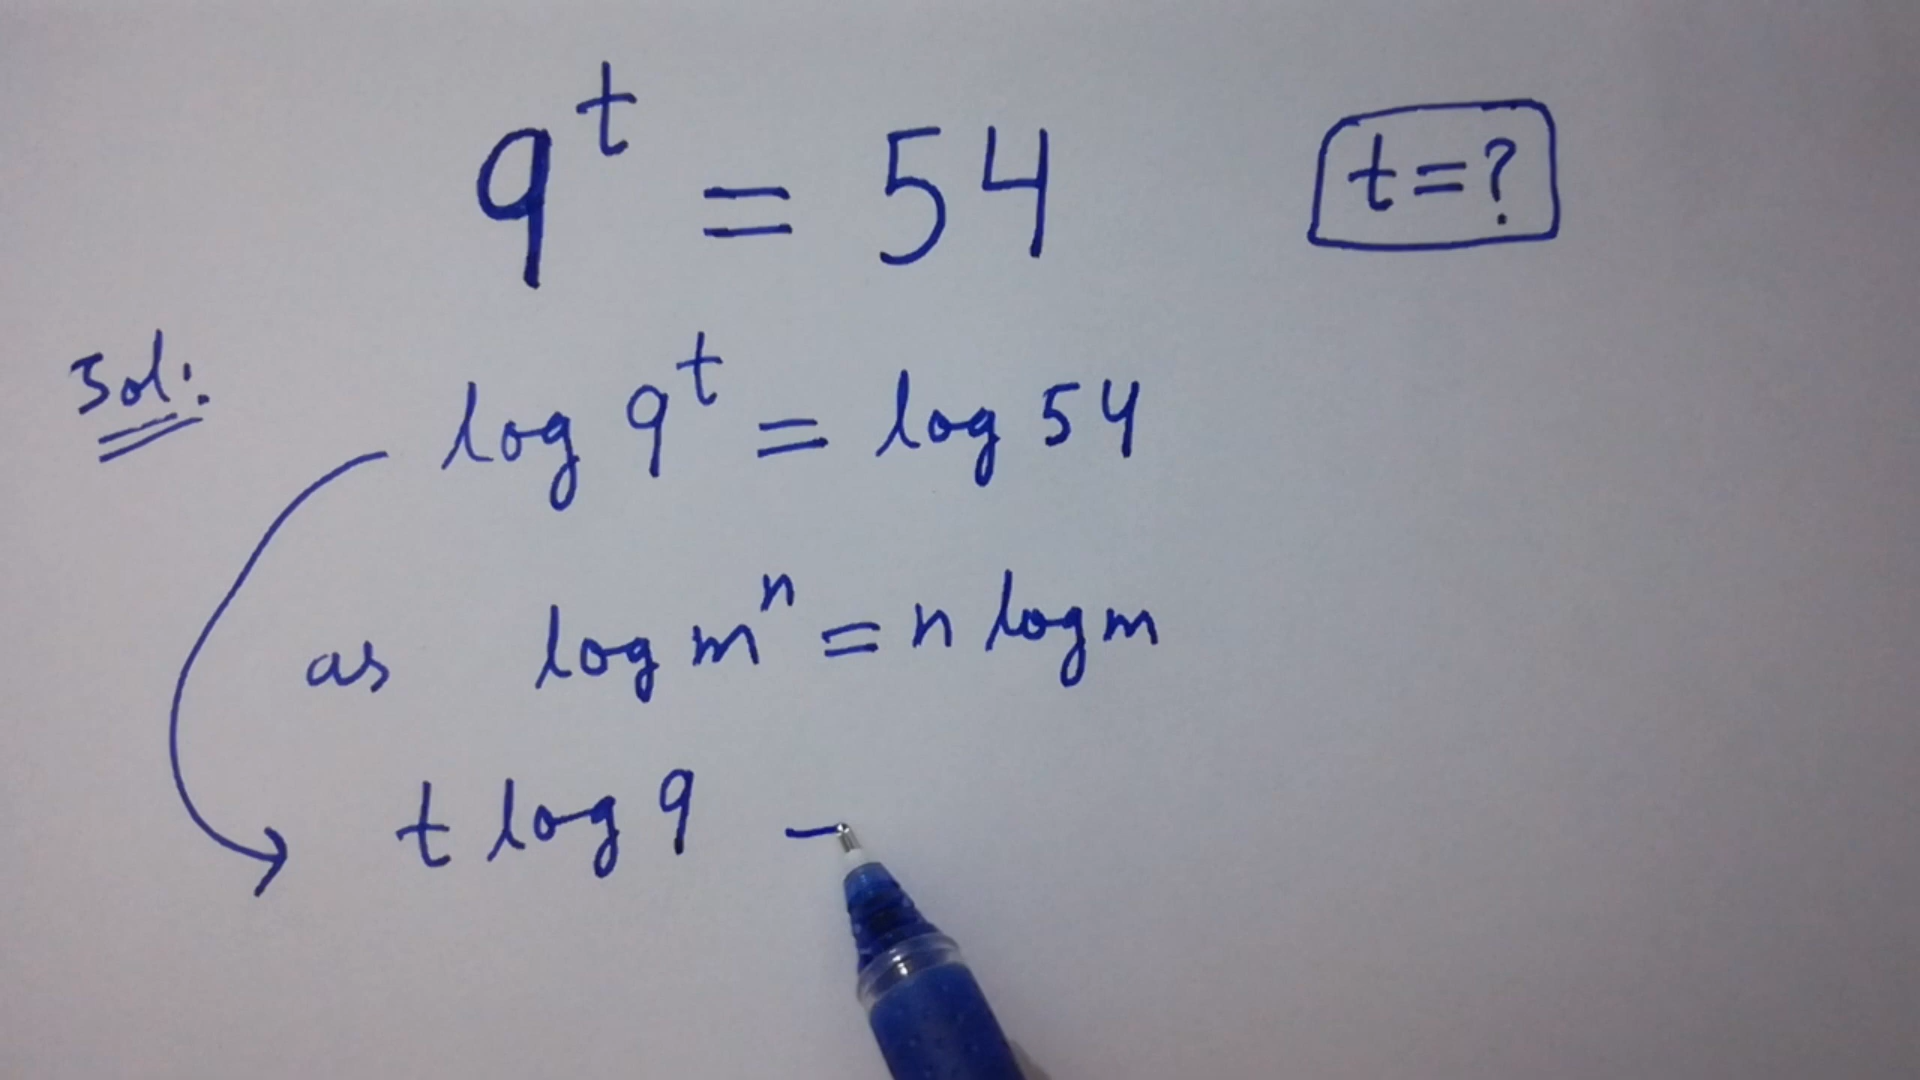 9^t = 54
t = ?
Sol:
log 9^t = log 54
as log m^n = n log m
t log 9 –